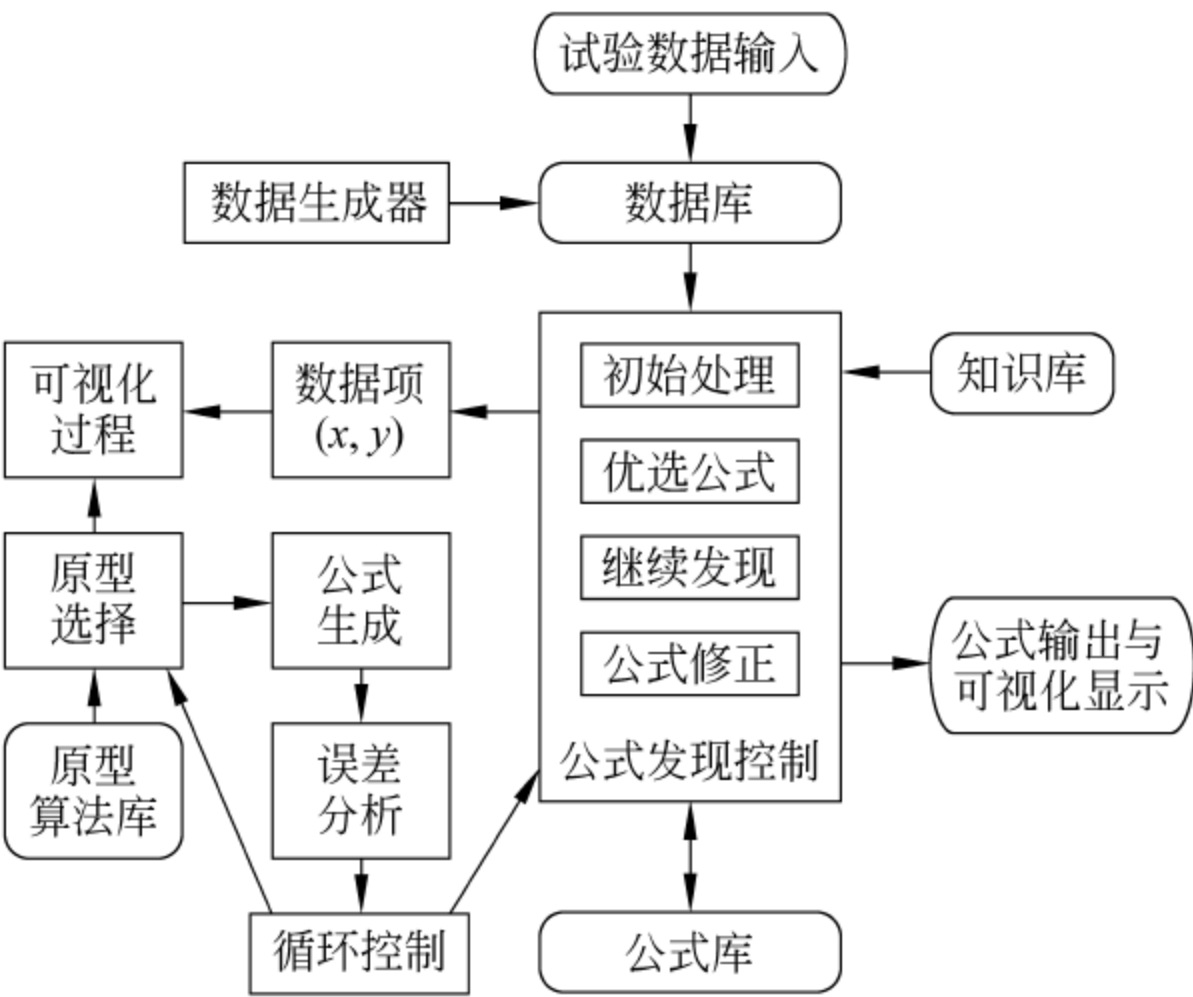 试验数据输入
数据生成器
数据库
可视化
过程
数据项
(x, y)
初始处理
知识库
优选公式
原型
选择
公式
生成
继续发现
公式修正
公式输出与
可视化显示
原型
算法库
误差
分析
公式发现控制
循环控制
公式库